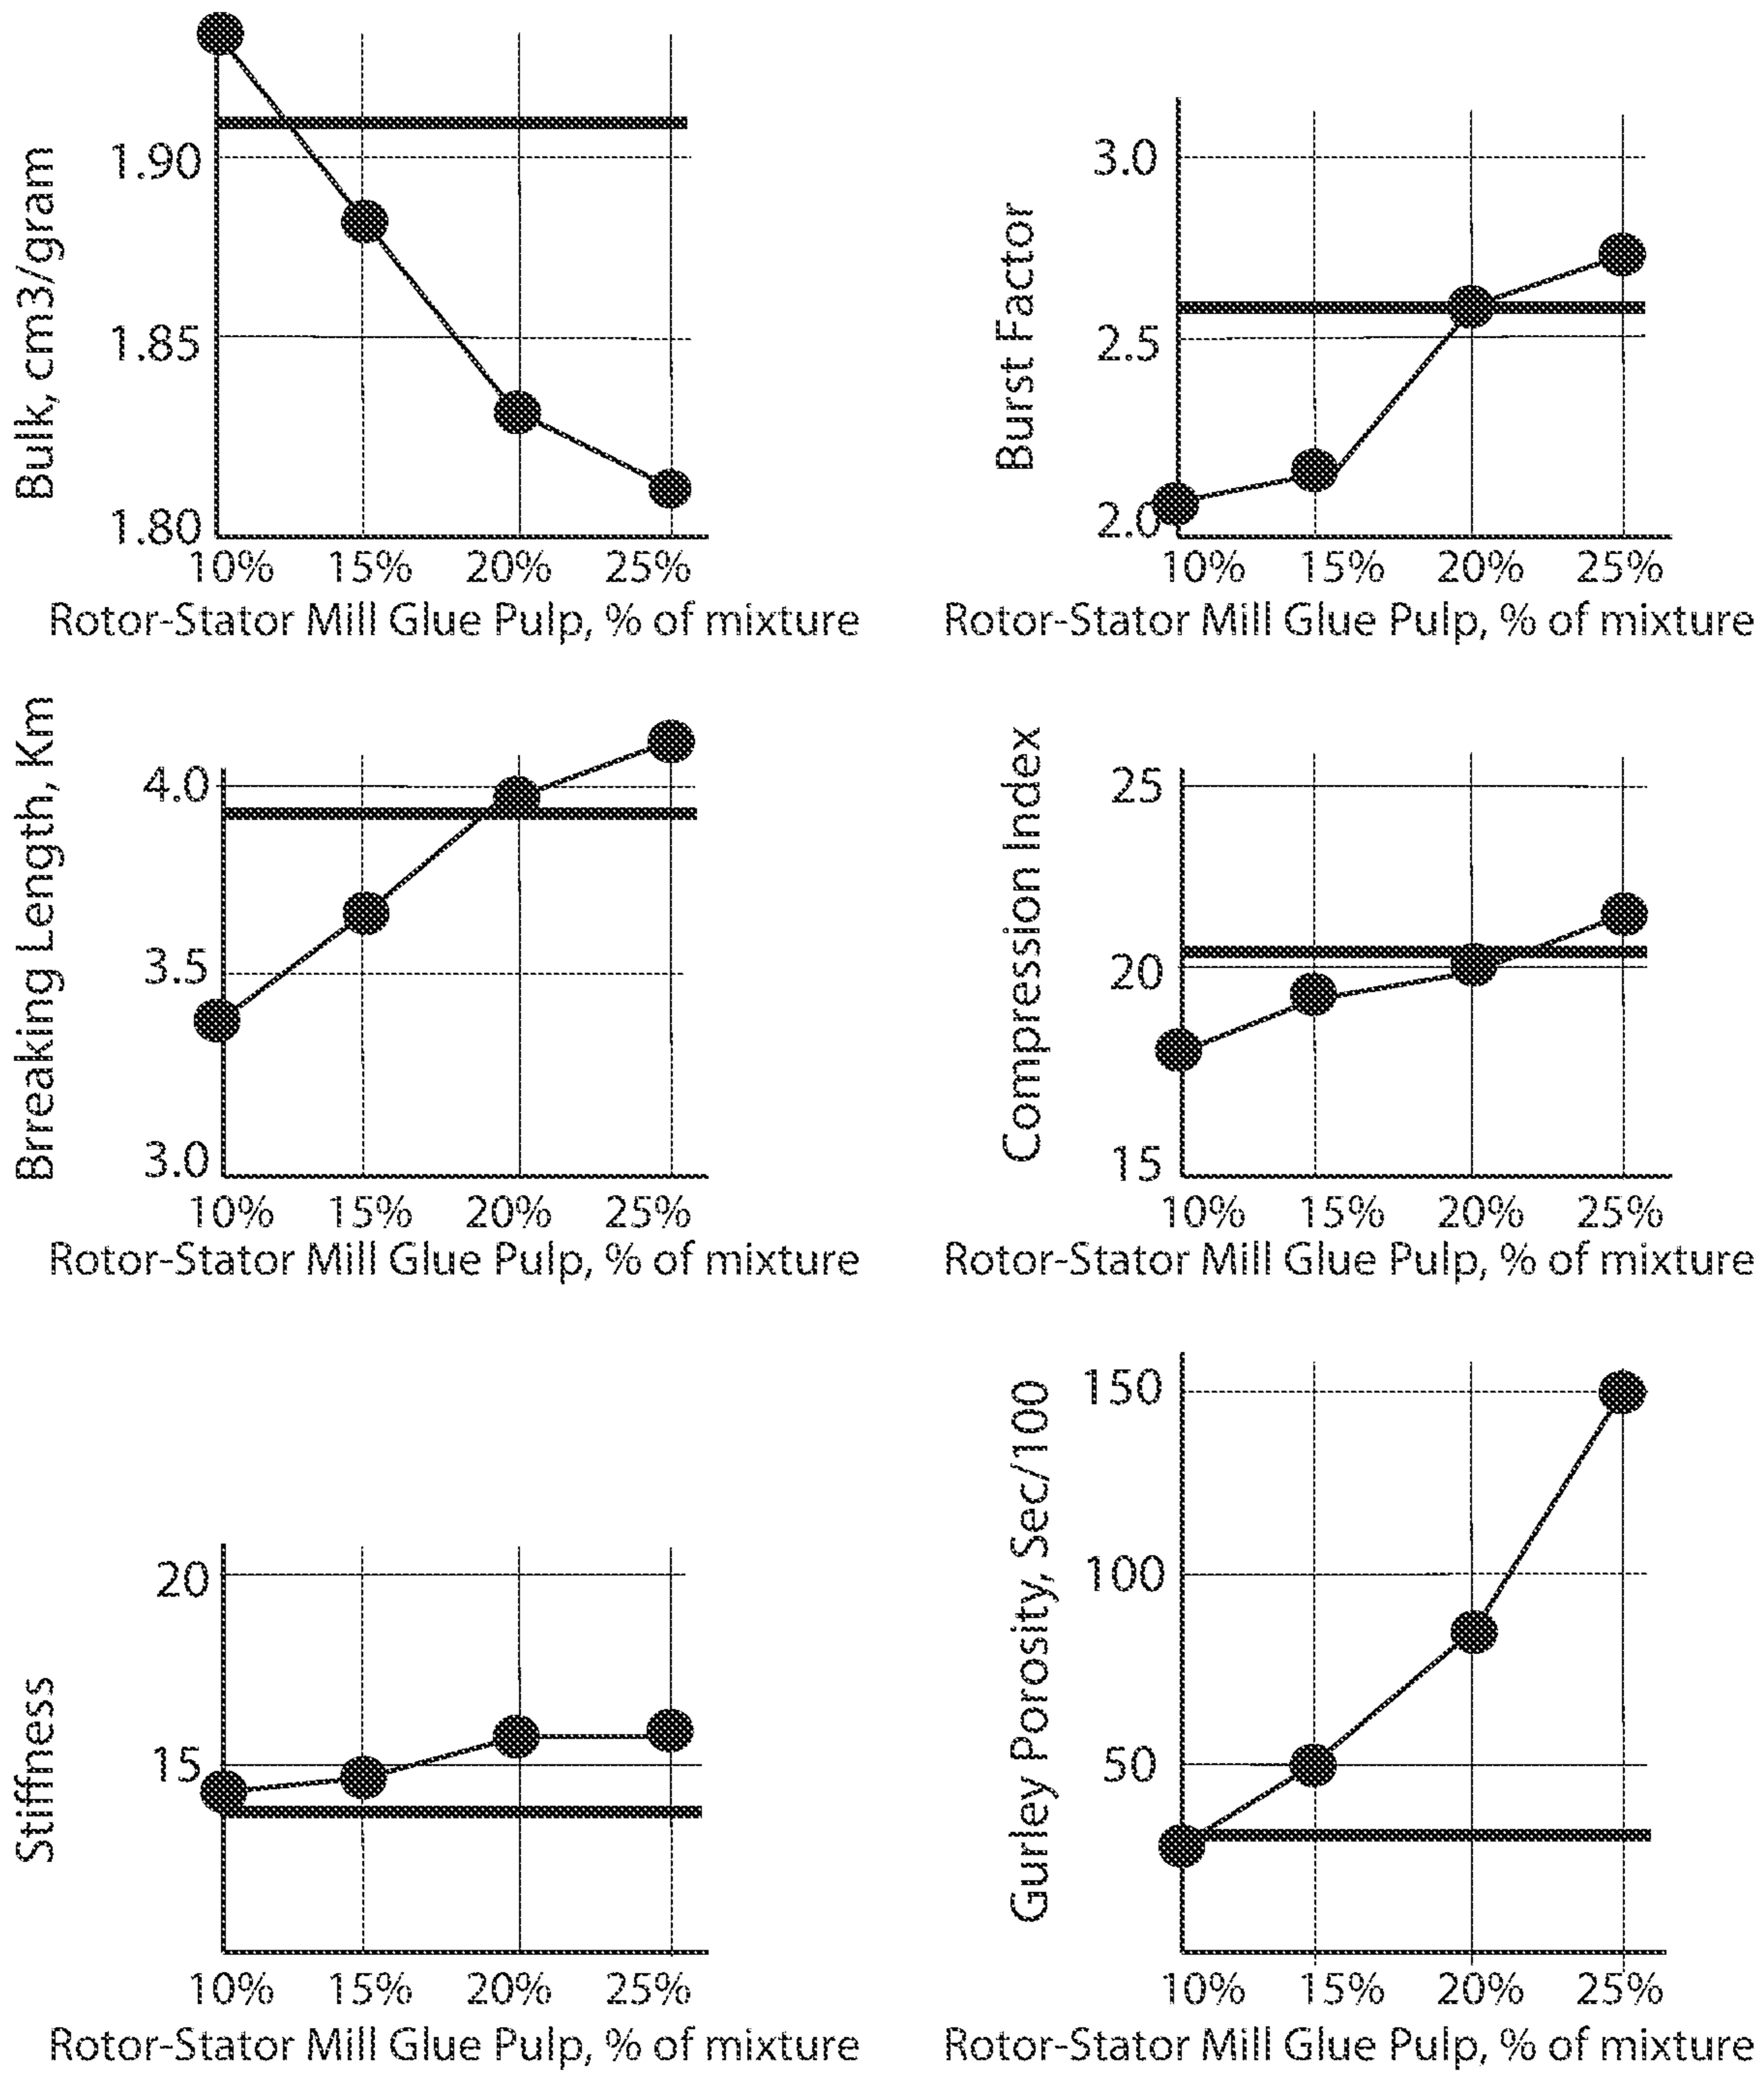 Bulk, cm3/gram
1.90
1.85
1.80
10% 15% 20% 25%
Rotor-Stator Mill Glue Pulp, % of mixture
Burst Factor
3.0
2.5
2.0
10% 15% 20% 25%
Rotor-Stator Mill Glue Pulp, % of mixture
Brreaking Length, Km
4.0
3.5
3.0
10% 15% 20% 25%
Rotor-Stator Mill Glue Pulp, % of mixture
Compression Index
25
20
15
10% 15% 20% 25%
Rotor-Stator Mill Glue Pulp, % of mixture
Stiffness
20
15
10% 15% 20% 25%
Rotor-Stator Mill Glue Pulp, % of mixture
Gurley Porosity, Sec/100
150
100
50
10% 15% 20% 25%
Rotor-Stator Mill Glue Pulp, % of mixture